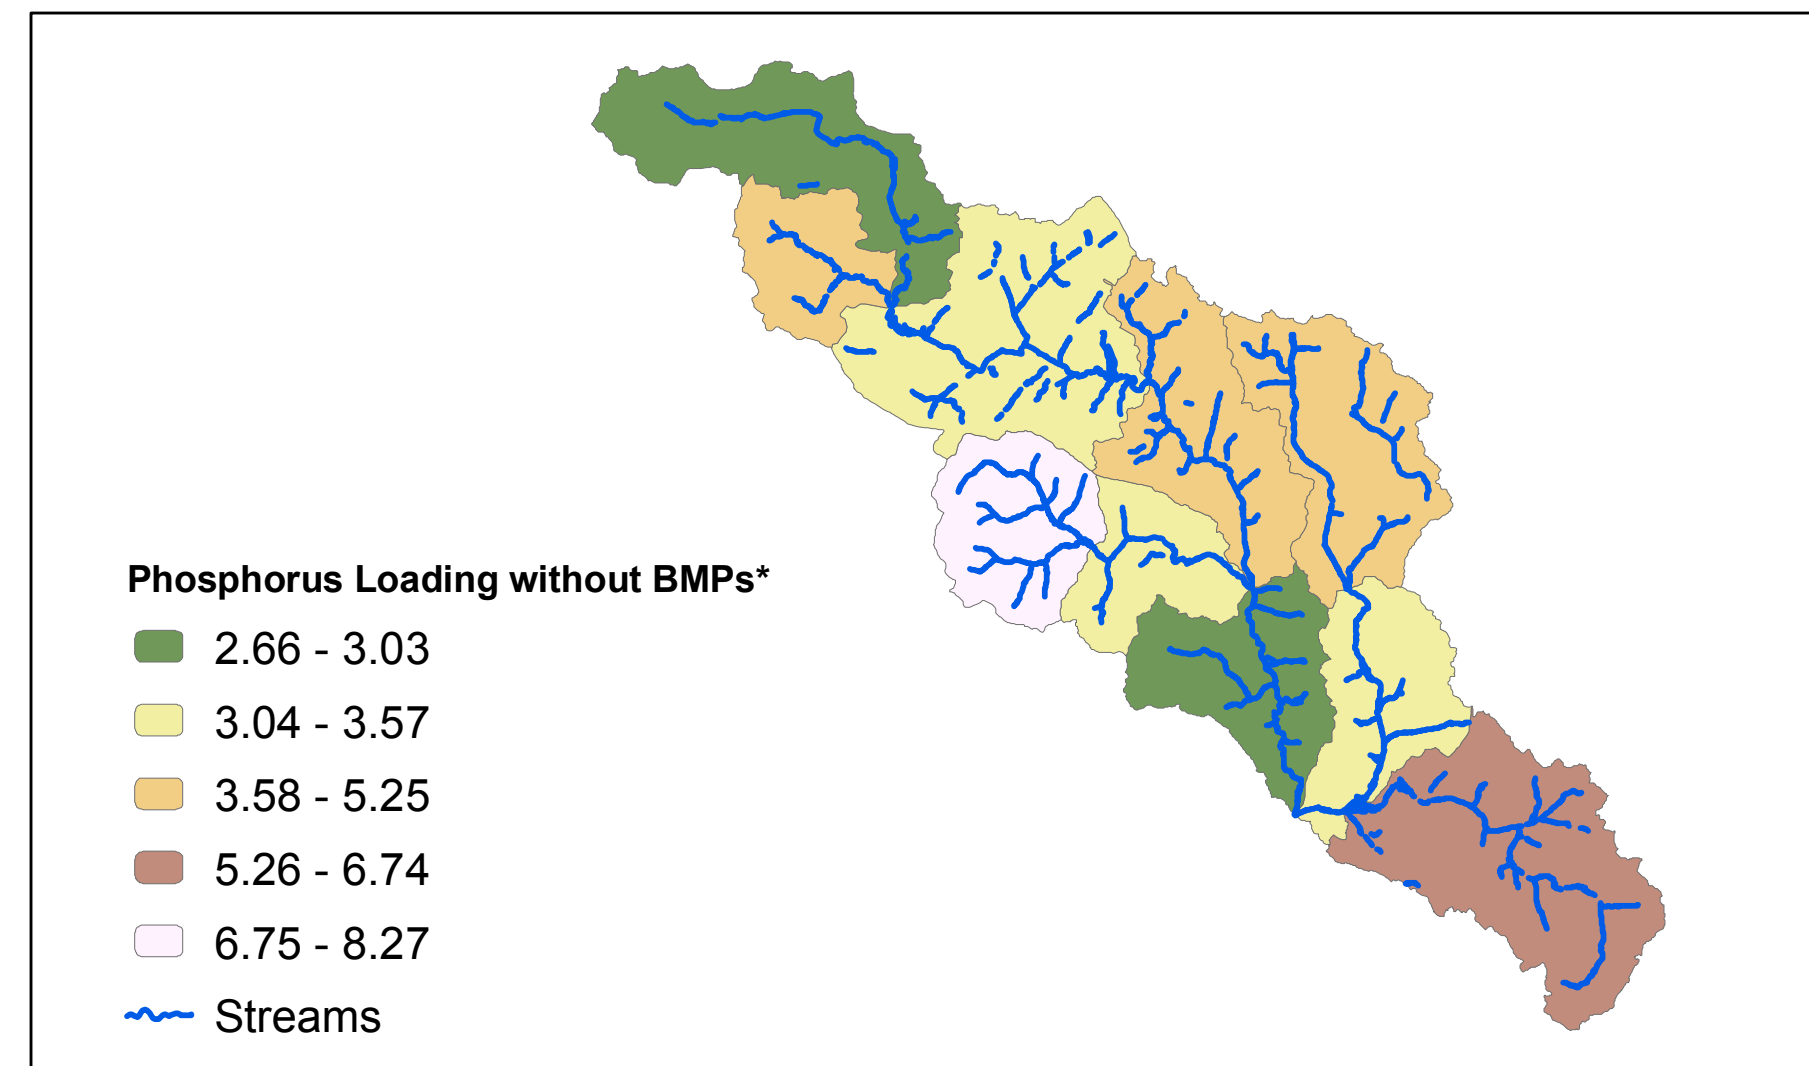 Phosphorus Loading without BMPs*
2.66 - 3.03
3.04 - 3.57
3.58 - 5.25
5.26 - 6.74
6.75 - 8.27
Streams